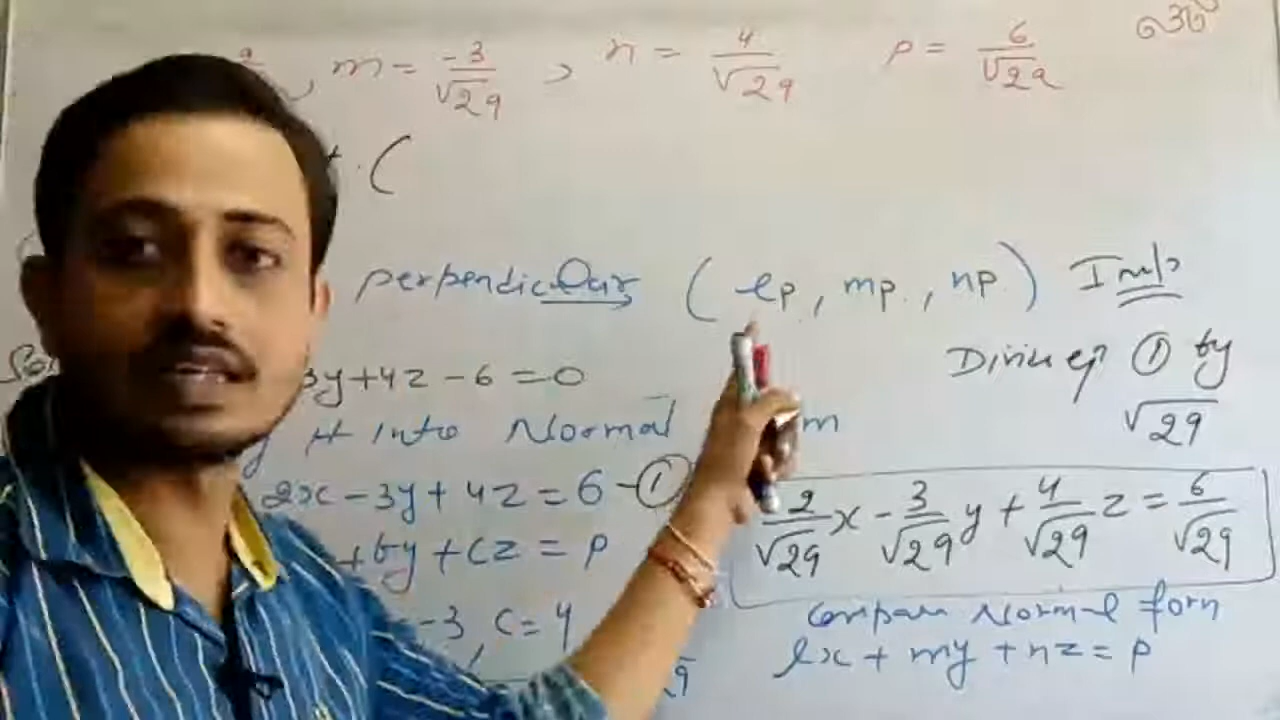 , m = -3/√29 , n = 4/√29 p = 6/√29
. (
perpendicular (lp, mp, np) Imp
Divide eqn ① by
√29
3y+4z-6=0
It Into Normal
2x-3y+4z=6-①
2/√29 x - 3/√29 y + 4/√29 z = 6/√29
+by+cz=p
-3, c=4
compare Normal form
lx+my+nz=p